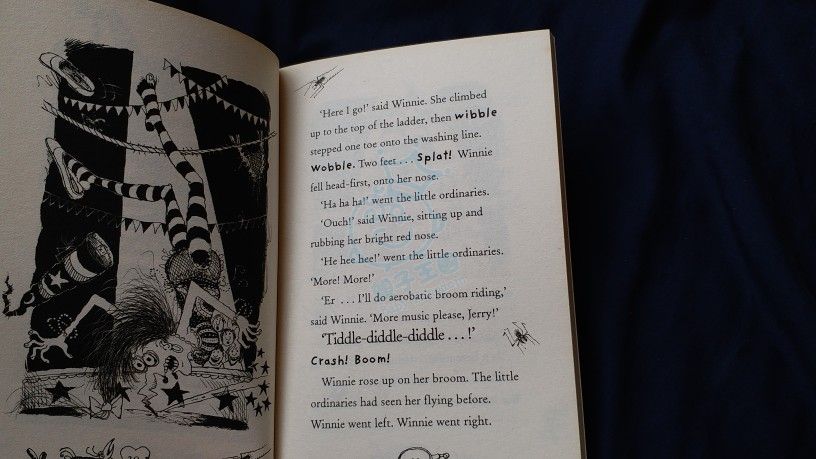 ‘Here I go!’ said Winnie. She climbed
up to the top of the ladder, then wibble
stepped one toe onto the washing line.
Wobble. Two feet . . . Splat! Winnie
fell head-first, onto her nose.
‘Ha ha ha!’ went the little ordinaries.
‘Ouch!’ said Winnie, sitting up and
rubbing her bright red nose.
‘He hee hee!’ went the little ordinaries.
‘More! More!’
‘Er . . . I’ll do aerobatic broom riding,’
said Winnie. ‘More music please, Jerry!’
‘Tiddle-diddle-diddle . . . !’
Crash! Boom!
Winnie rose up on her broom. The little
ordinaries had seen her flying before.
Winnie went left. Winnie went right.